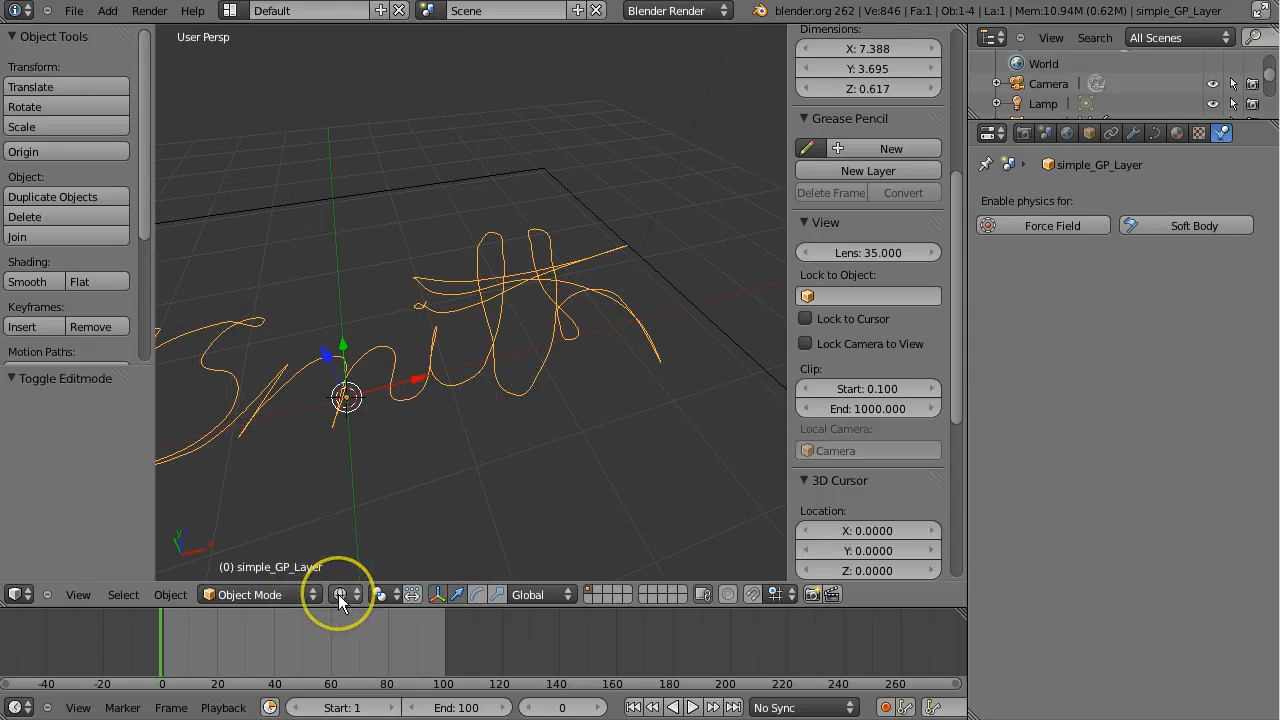 File Add Render Help Default Scene Blender Render blender.org 262 | Ve:846 | Fa:1 | Ob:1-4 | La:1 | Mem:10.94M (0.62M) | simple_GP_Layer
Object Tools
Transform:
Translate
Rotate
Scale
Origin
Object:
Duplicate Objects
Delete
Join
Shading:
Smooth Flat
Keyframes:
Insert Remove
Motion Paths:
Toggle Editmode
User Persp
Smith
(0) simple_GP_Layer
Dimensions:
X: 7.388
Y: 3.695
Z: 0.617
Grease Pencil
New
New Layer
Delete Frame Convert
View
Lens: 35.000
Lock to Object:
Lock to Cursor
Lock Camera to View
Clip:
Start: 0.100
End: 1000.000
Local Camera:
Camera
3D Cursor
Location:
X: 0.0000
Y: 0.0000
Z: 0.0000
View Search All Scenes
World
Camera
Lamp
simple_GP_Layer
Enable physics for:
Force Field Soft Body
View Select Object Object Mode Global
-40 -20 0 20 40 60 80 100 120 140 160 180 200 220 240 260
View Marker Frame Playback Start: 1 End: 100 0 No Sync